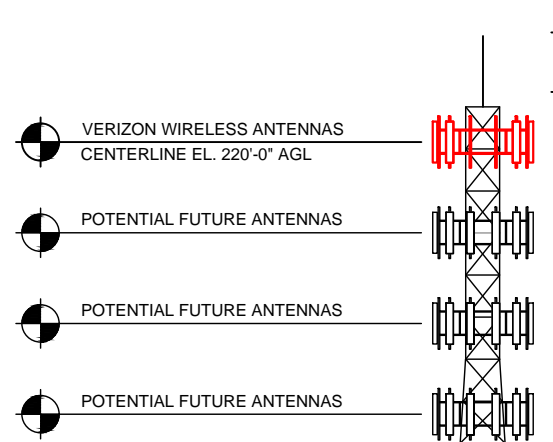 VERIZON WIRELESS ANTENNAS
CENTERLINE EL. 220'-0" AGL
POTENTIAL FUTURE ANTENNAS
POTENTIAL FUTURE ANTENNAS
POTENTIAL FUTURE ANTENNAS